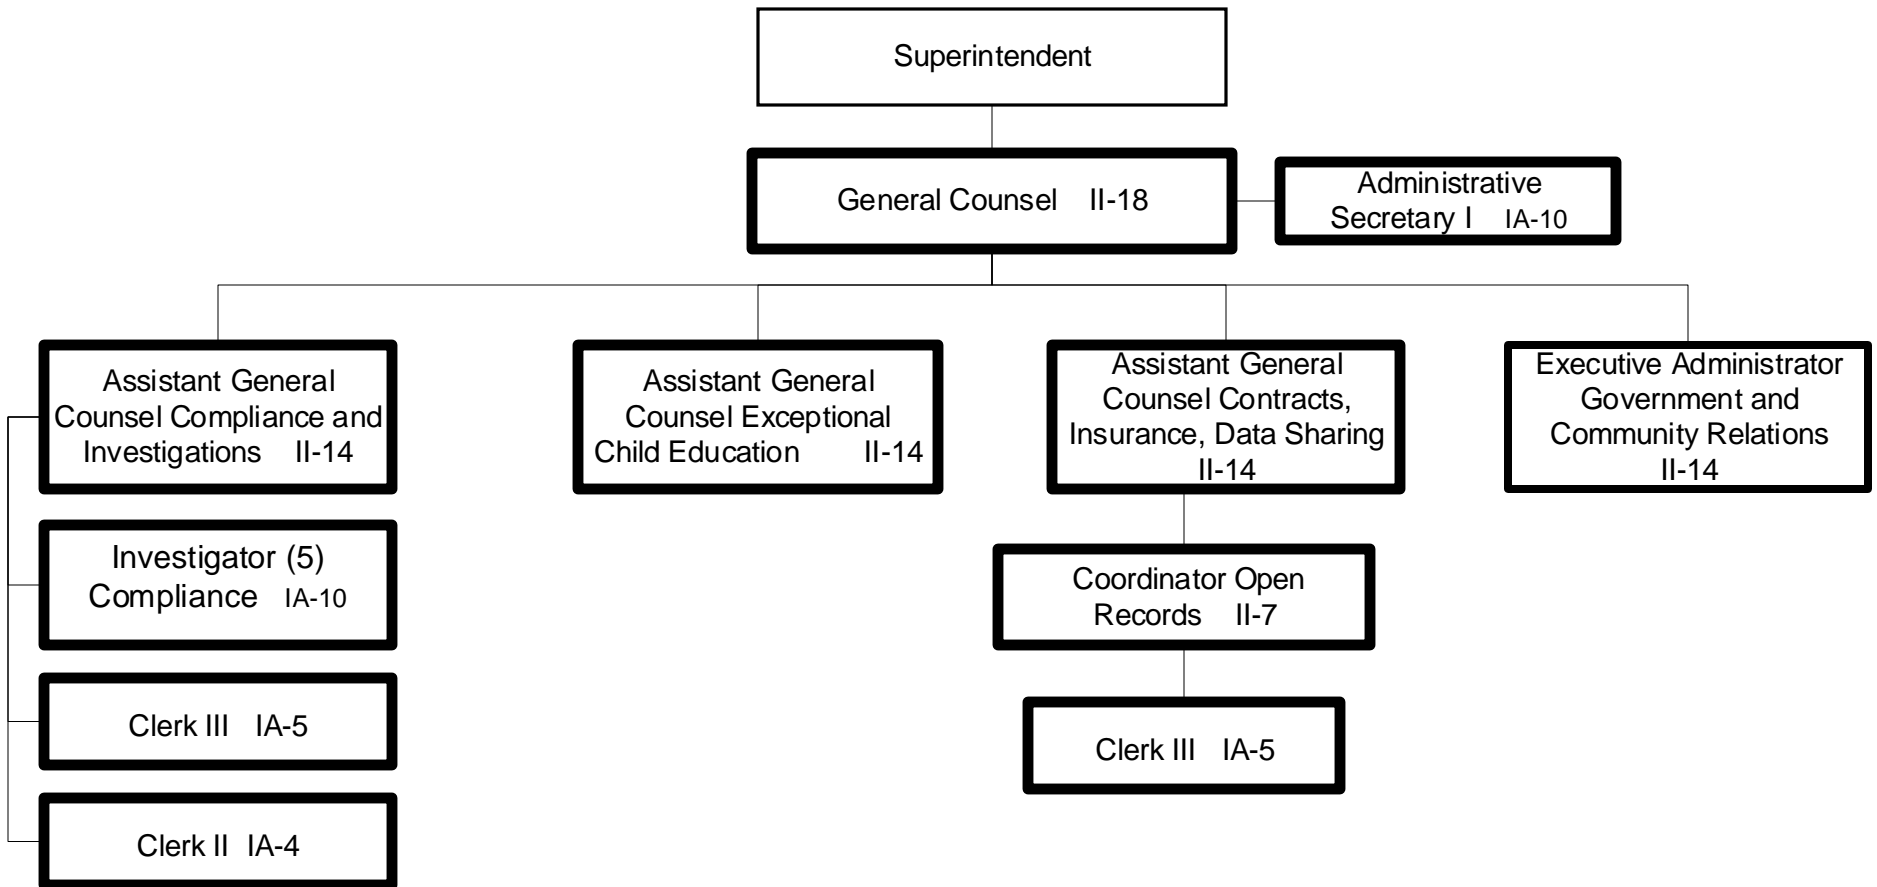 Superintendent
General Counsel II-18
Administrative
Secretary I IA-10
Assistant General
Counsel Compliance and
Investigations II-14
Assistant General
Counsel Exceptional
Child Education II-14
Assistant General
Counsel Contracts,
Insurance, Data Sharing
II-14
Executive Administrator
Government and
Community Relations
II-14
Investigator (5)
Compliance IA-10
Coordinator Open
Records II-7
Clerk III IA-5
Clerk III IA-5
Clerk II IA-4